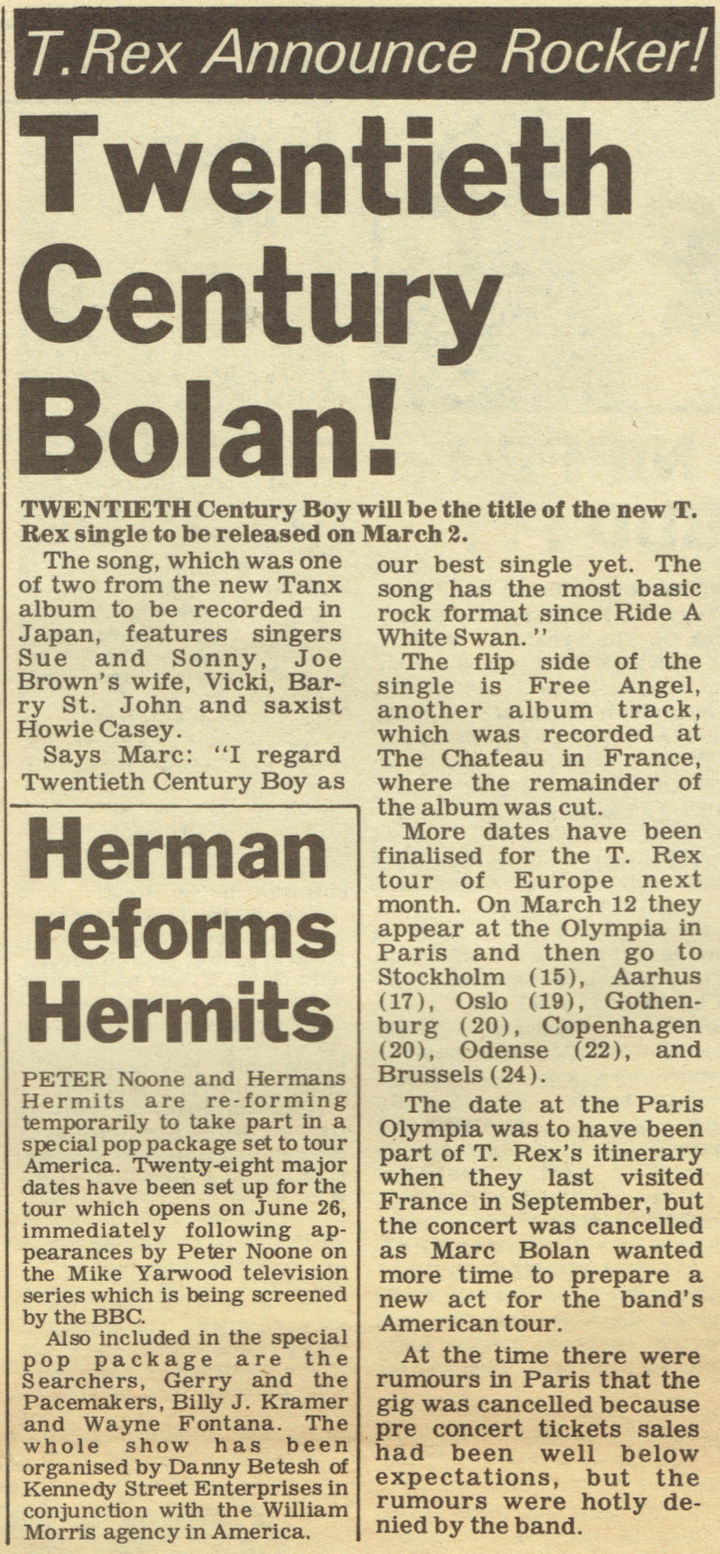 T. Rex Announce Rocker!
Twentieth
Century
Bolan!
TWENTIETH Century Boy will be the title of the new T.
Rex single to be released on March 2.
The song, which was one
of two from the new Tanx
album to be recorded in
Japan, features singers
Sue and Sonny, Joe
Brown's wife, Vicki, Bar-
ry St. John and saxist
Howie Casey.
Says Marc: "I regard
Twentieth Century Boy as
our best single yet. The
song has the most basic
rock format since Ride A
White Swan."
The flip side of the
single is Free Angel,
another album track,
which was recorded at
The Chateau in France,
where the remainder of
the album was cut.
More dates have been
finalised for the T. Rex
tour of Europe next
month. On March 12 they
appear at the Olympia in
Paris and then go to
Stockholm (15), Aarhus
(17), Oslo (19), Gothen-
burg (20), Copenhagen
(20), Odense (22), and
Brussels (24).
The date at the Paris
Olympia was to have been
part of T. Rex's itinerary
when they last visited
France in September, but
the concert was cancelled
as Marc Bolan wanted
more time to prepare a
new act for the band's
American tour.
At the time there were
rumours in Paris that the
gig was cancelled because
pre concert tickets sales
had been well below
expectations, but the
rumours were hotly de-
nied by the band.
Herman
reforms
Hermits
PETER Noone and Hermans
Hermits are re-forming
temporarily to take part in a
special pop package set to tour
America. Twenty-eight major
dates have been set up for the
tour which opens on June 26,
immediately following ap-
pearances by Peter Noone on
the Mike Yarwood television
series which is being screened
by the BBC.
Also included in the special
pop package are the
Searchers, Gerry and the
Pacemakers, Billy J. Kramer
and Wayne Fontana. The
whole show has been
organised by Danny Betesh of
Kennedy Street Enterprises in
conjunction with the William
Morris agency in America.